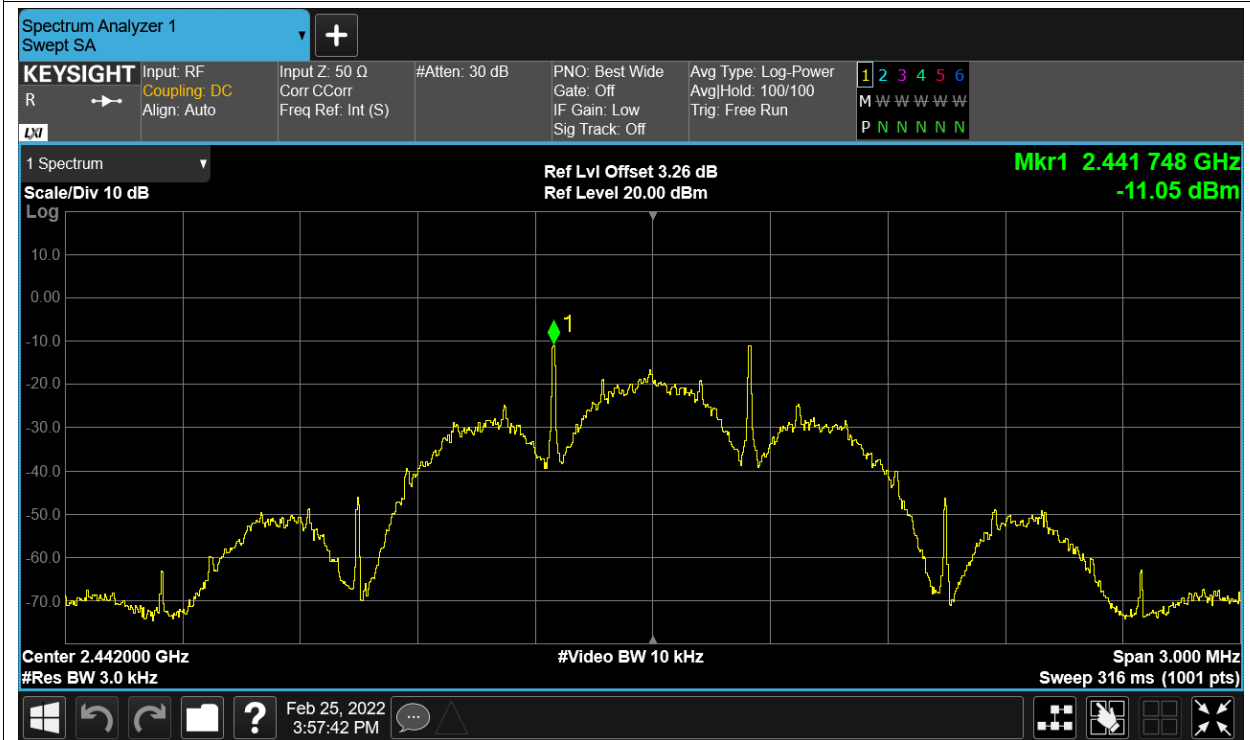 Spectrum Analyzer 1
Swept SA
+
KEYSIGHT
R
LXI
Input: RF
Coupling: DC
Align: Auto
Input Z: 50 Ω
Corr CCorr
Freq Ref: Int (S)
#Atten: 30 dB
PNO: Best Wide
Gate: Off
IF Gain: Low
Sig Track: Off
Avg Type: Log-Power
Avg|Hold: 100/100
Trig: Free Run
1 2 3 4 5 6
M W W W W W
P N N N N N
1 Spectrum
Scale/Div 10 dB
Log
Ref Lvl Offset 3.26 dB
Ref Level 20.00 dBm
Mkr1 2.441 748 GHz
-11.05 dBm
10.0
0.00
-10.0
-20.0
-30.0
-40.0
-50.0
-60.0
-70.0
1
Center 2.442000 GHz
#Res BW 3.0 kHz
#Video BW 10 kHz
Span 3.000 MHz
Sweep 316 ms (1001 pts)
?
Feb 25, 2022
3:57:42 PM